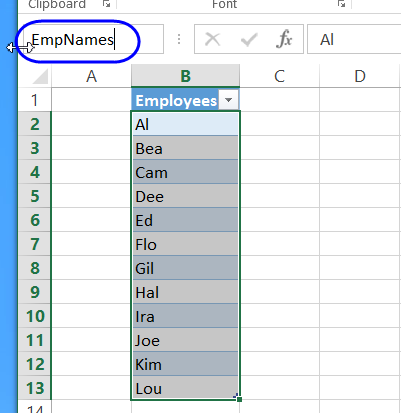 Clipboard Font
EmpNames fx Al
A B C D
1 Employees
2 Al
3 Bea
4 Cam
5 Dee
6 Ed
7 Flo
8 Gil
9 Hal
10 Ira
11 Joe
12 Kim
13 Lou
14